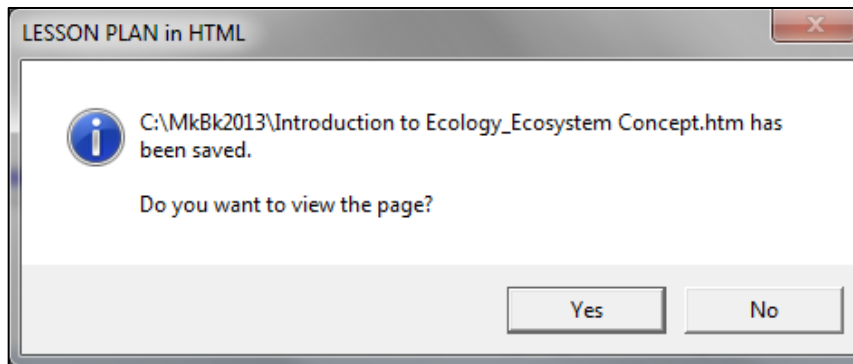 LESSON PLAN in HTML
C:\MkBk2013\Introduction to Ecology_Ecosystem Concept.htm has
been saved.
Do you want to view the page?
Yes
No